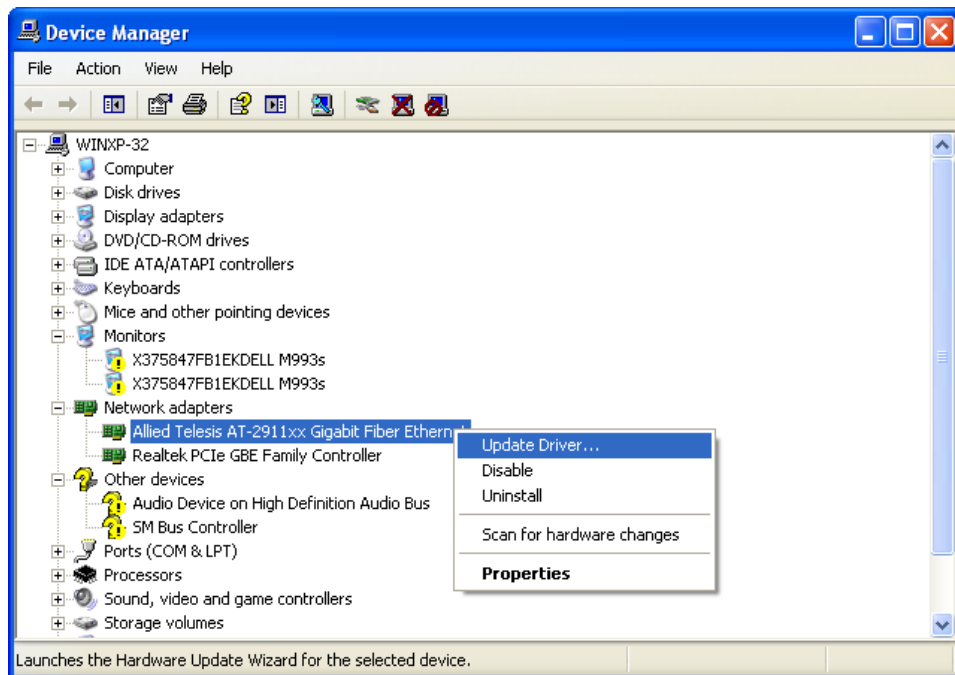 Device Manager
File Action View Help
WINXP-32
Computer
Disk drives
Display adapters
DVD/CD-ROM drives
IDE ATA/ATAPI controllers
Keyboards
Mice and other pointing devices
Monitors
X375847FB1EKDELL M993s
X375847FB1EKDELL M993s
Network adapters
Allied Telesis AT-2911xx Gigabit Fiber Ethern
Realtek PCIe GBE Family Controller
Other devices
Audio Device on High Definition Audio Bus
SM Bus Controller
Ports (COM & LPT)
Processors
Sound, video and game controllers
Storage volumes
Update Driver...
Disable
Uninstall
Scan for hardware changes
Properties
Launches the Hardware Update Wizard for the selected device.